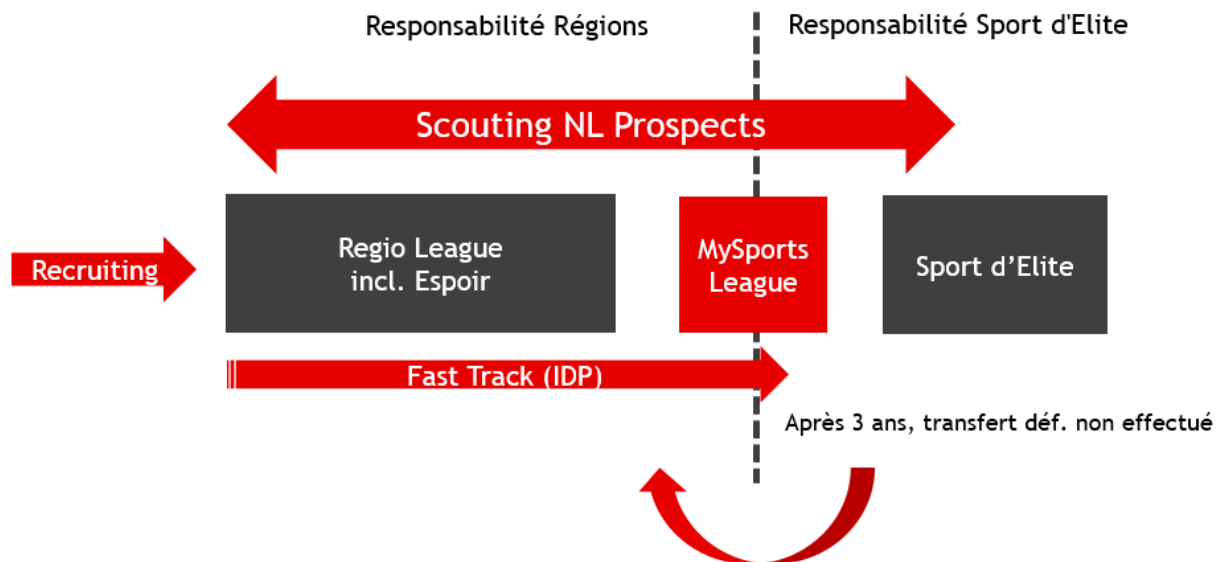 Responsabilité Régions
Responsabilité Sport d'Elite
Scouting NL Prospects
Recruiting
Regio League
incl. Espoir
MySports
League
Sport d’Elite
Fast Track (IDP)
Après 3 ans, transfert déf. non effectué